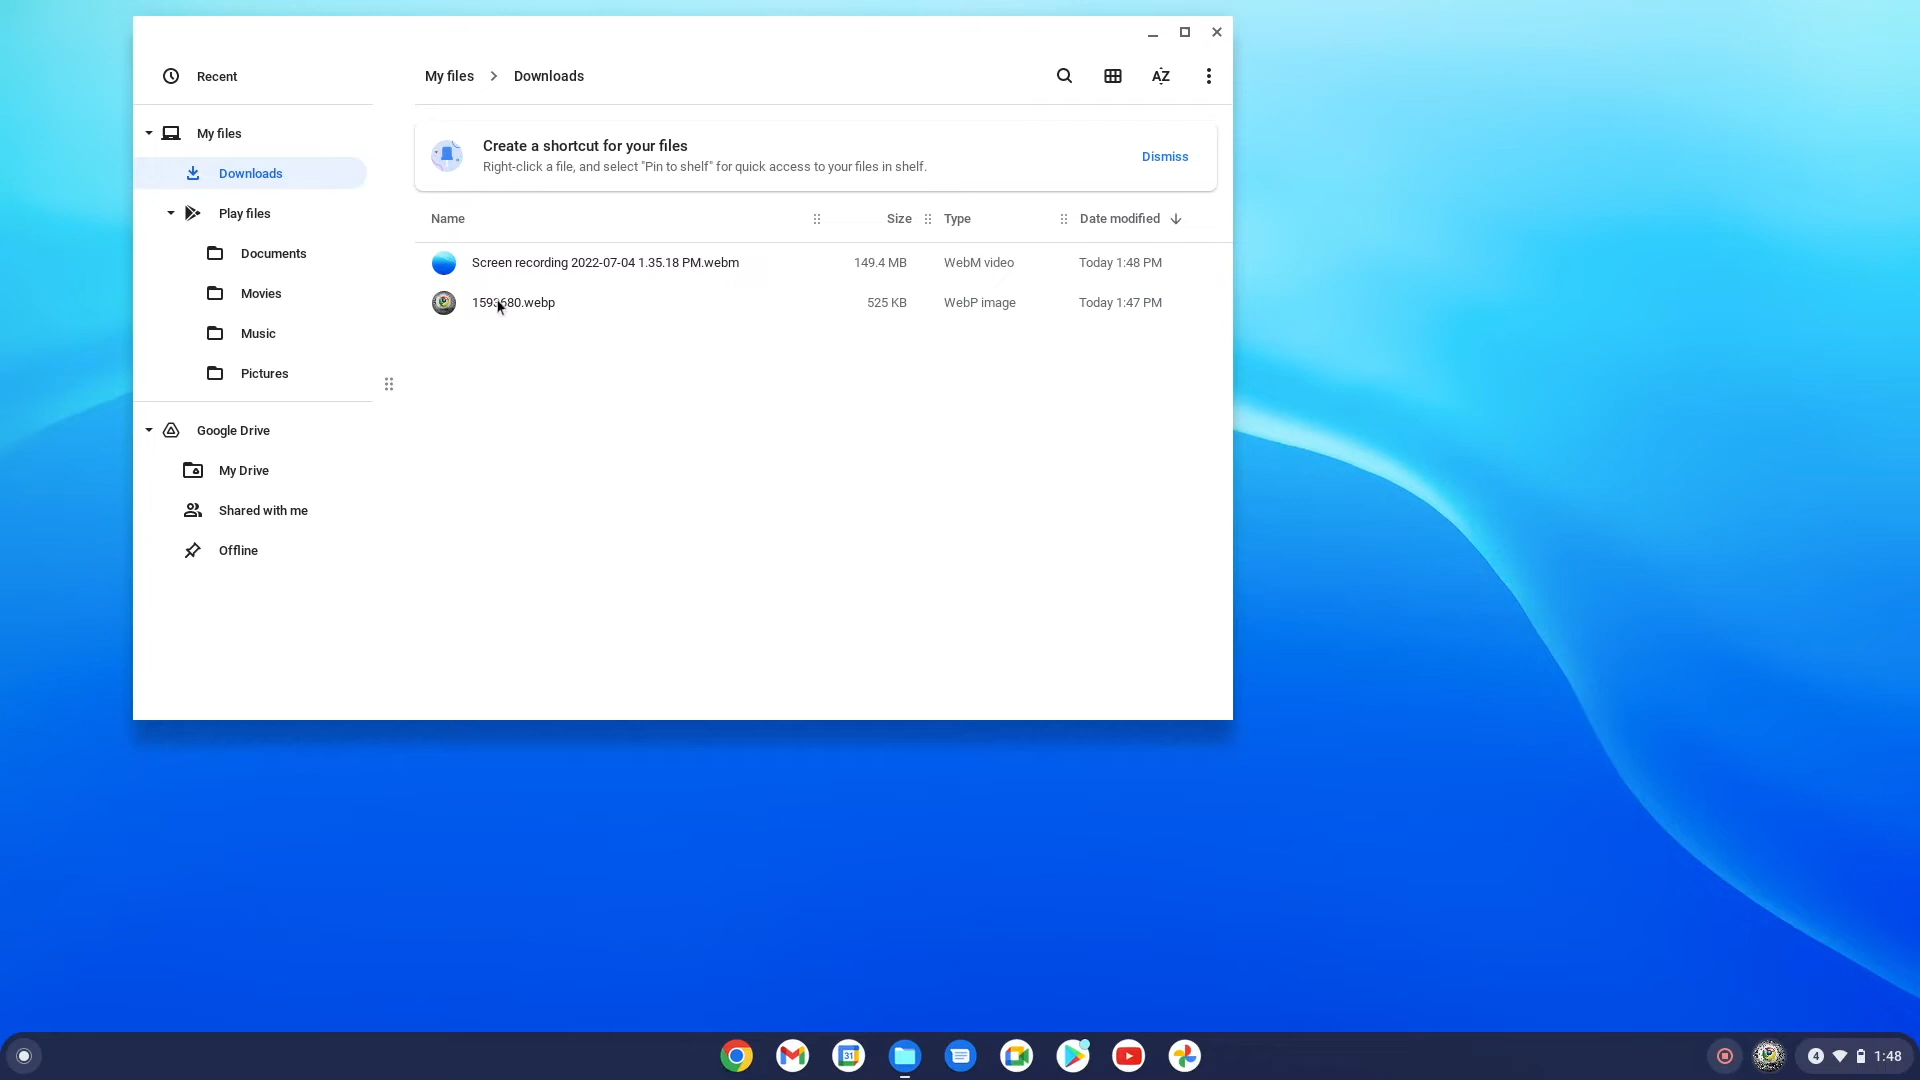 Recent
My files > Downloads
AZ
My files
Downloads
Play files
Documents
Movies
Music
Pictures
Google Drive
My Drive
Shared with me
Offline
Create a shortcut for your files
Right-click a file, and select "Pin to shelf" for quick access to your files in shelf.
Dismiss
Name Size Type Date modified
Screen recording 2022-07-04 1.35.18 PM.webm 149.4 MB WebM video Today 1:48 PM
1593680.webp 525 KB WebP image Today 1:47 PM
31
4 1:48